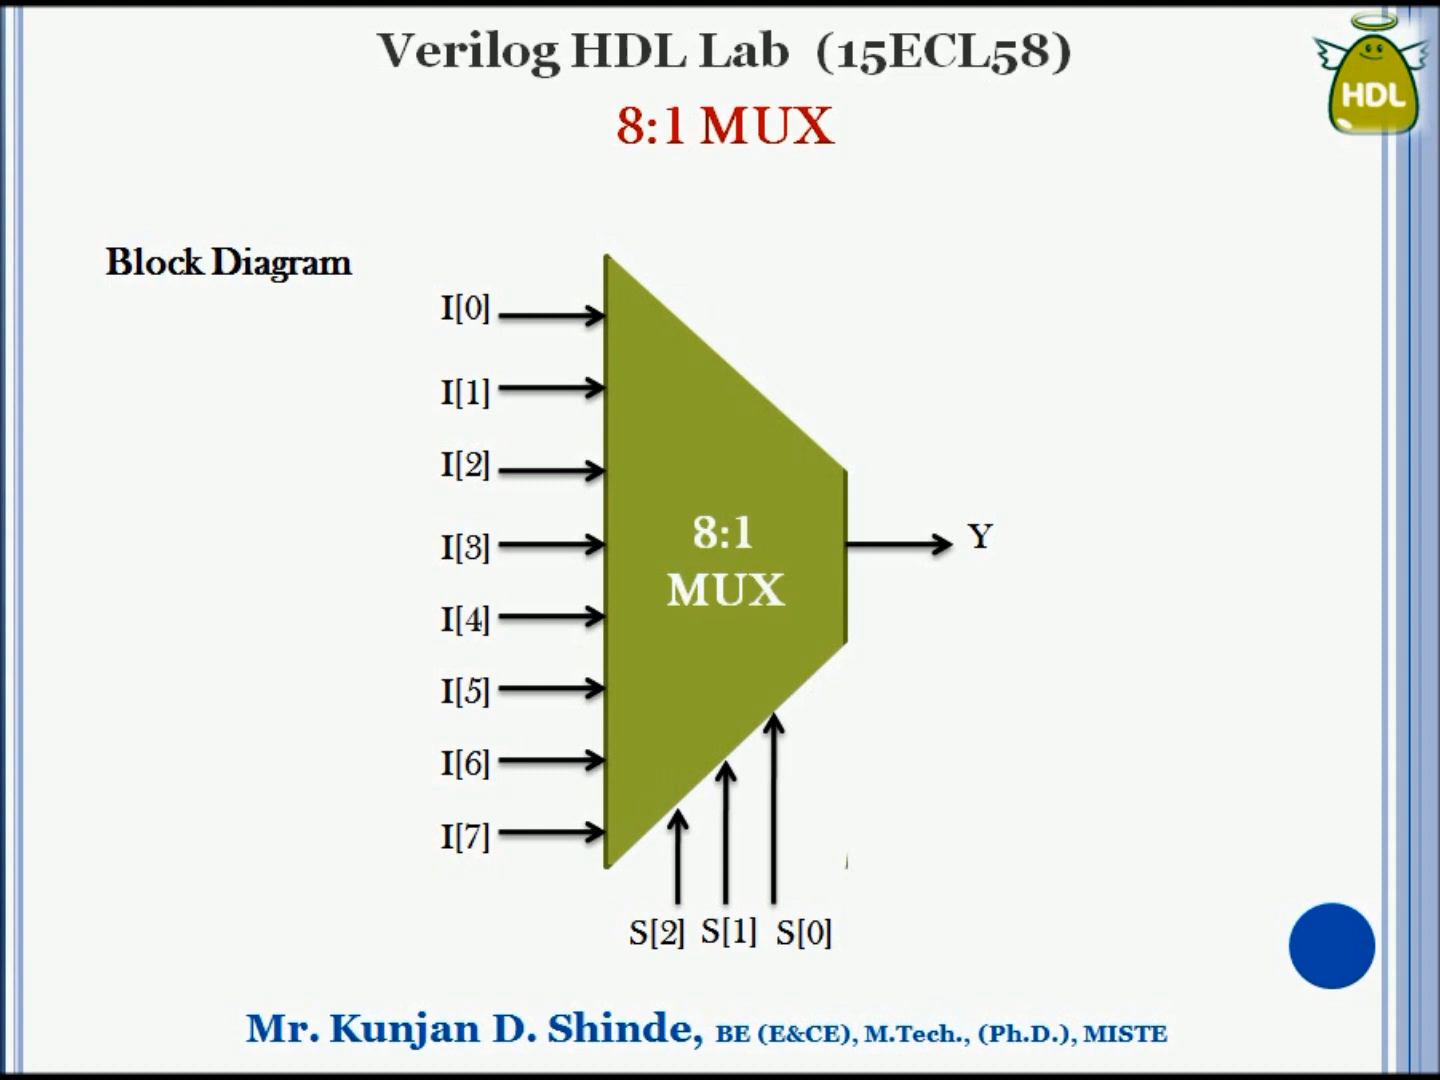 Verilog HDL Lab (15ECL58)
HDL
8:1 MUX
Block Diagram
I[0]
I[1]
I[2]
I[3]
I[4]
I[5]
I[6]
I[7]
8:1
MUX
Y
S[2] S[1] S[0]
Mr. Kunjan D. Shinde, BE (E&CE), M.Tech., (Ph.D.), MISTE